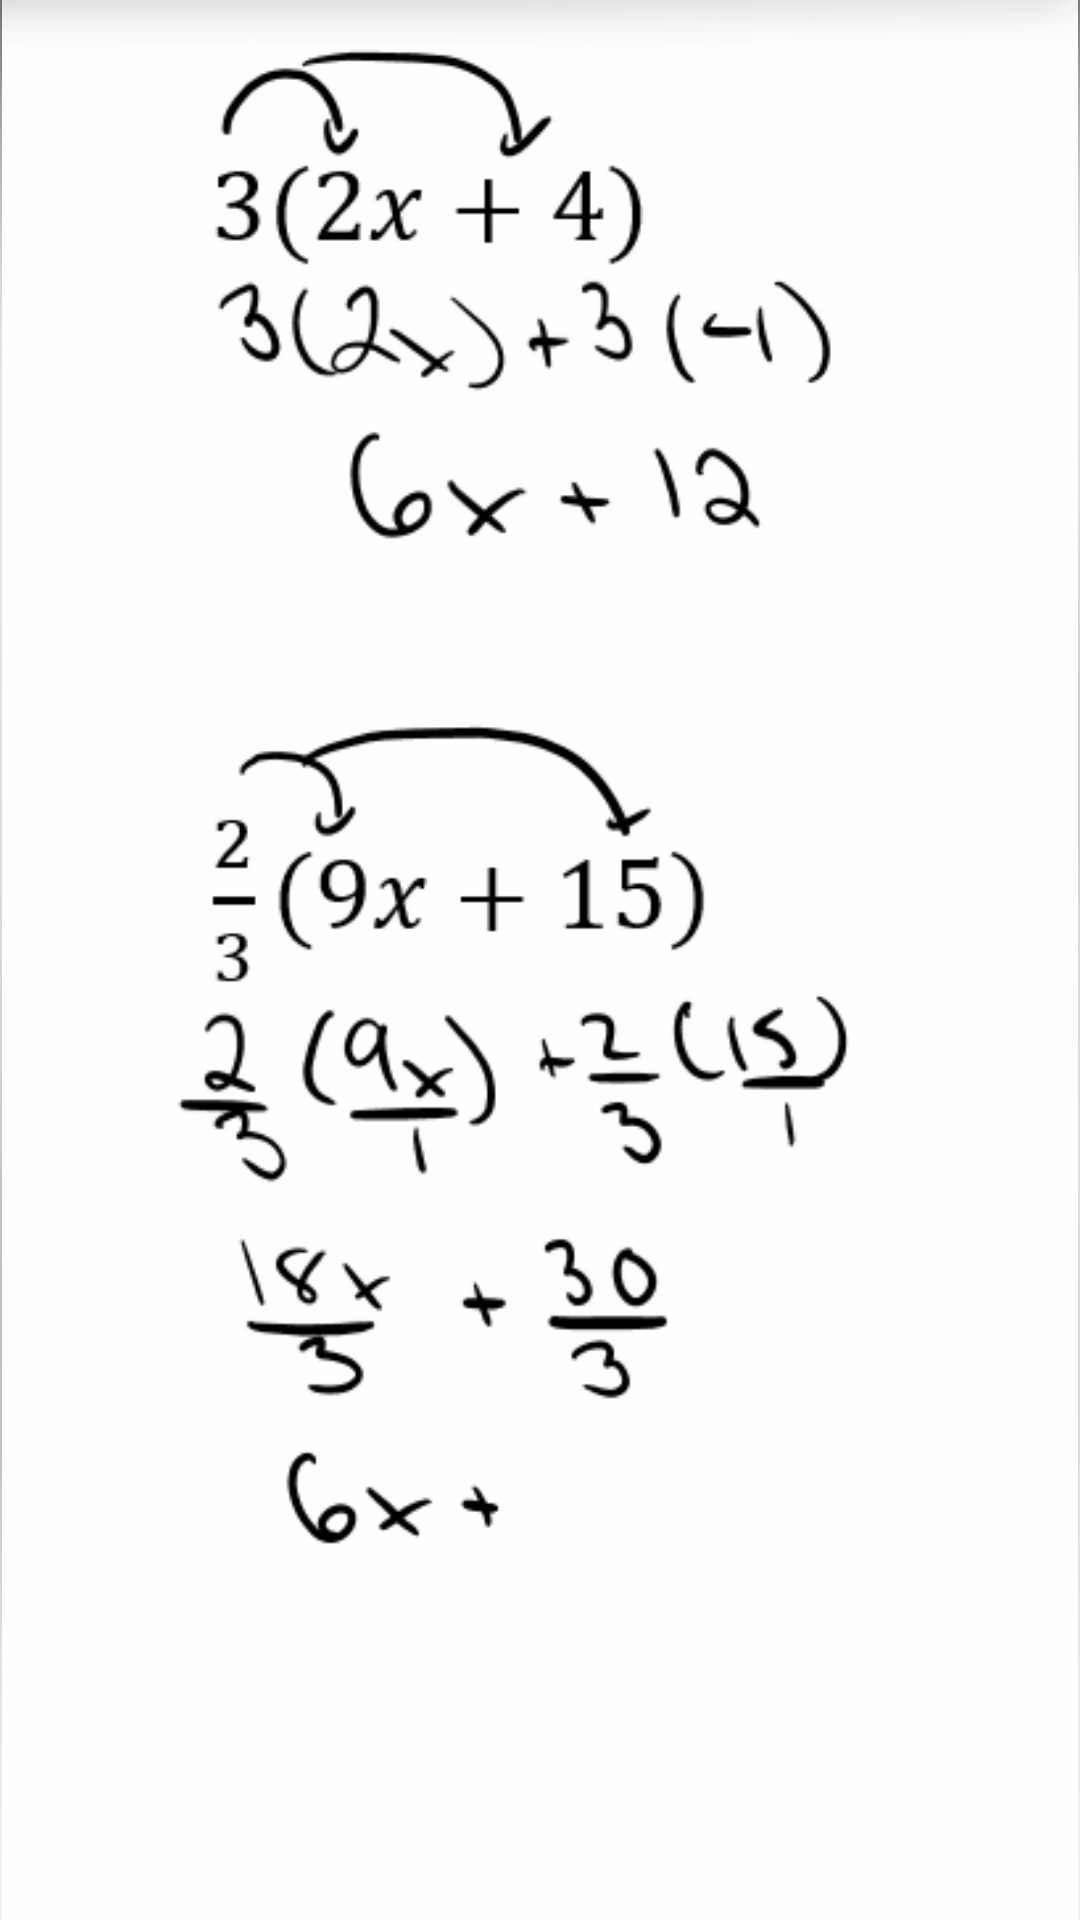 3(2x + 4)
3(2x) + 3(4)
6x + 12
2/3 (9x + 15)
2/3 (9x/1) + 2/3 (15/1)
18x/3 + 30/3
6x +